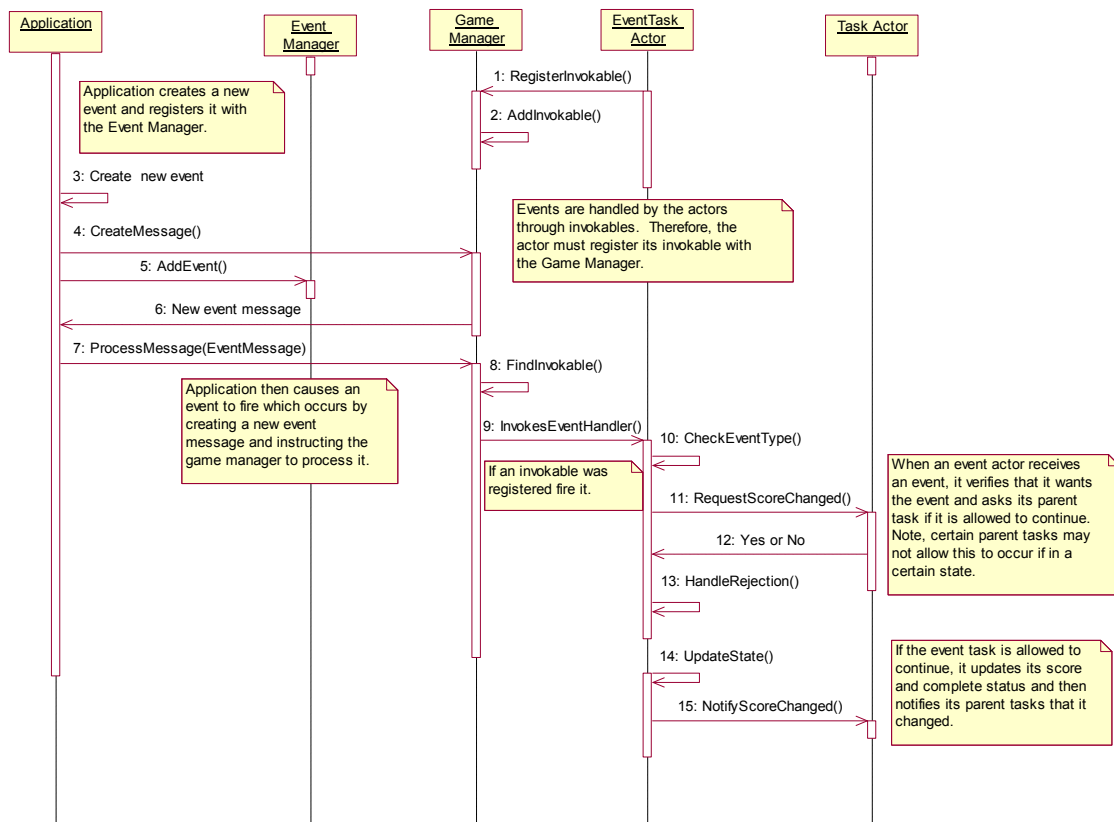 Application
Event
Manager
Game
Manager
EventTask
Actor
Task Actor
1: RegisterInvokable()
Application creates a new
event and registers it with
the Event Manager.
2: AddInvokable()
3: Create new event
Events are handled by the actors
through invokables. Therefore, the
actor must register its invokable with
the Game Manager.
4: CreateMessage()
5: AddEvent()
6: New event message
7: ProcessMessage(EventMessage)
8: FindInvokable()
Application then causes an
event to fire which occurs by
creating a new event
message and instructing the
game manager to process it.
9: InvokesEventHandler()
10: CheckEventType()
If an invokable was
registered fire it.
When an event actor receives
an event, it verifies that it wants
the event and asks its parent
task if it is allowed to continue.
Note, certain parent tasks may
not allow this to occur if in a
certain state.
11: RequestScoreChanged()
12: Yes or No
13: HandleRejection()
14: UpdateState()
If the event task is allowed to
continue, it updates its score
and complete status and then
notifies its parent tasks that it
changed.
15: NotifyScoreChanged()